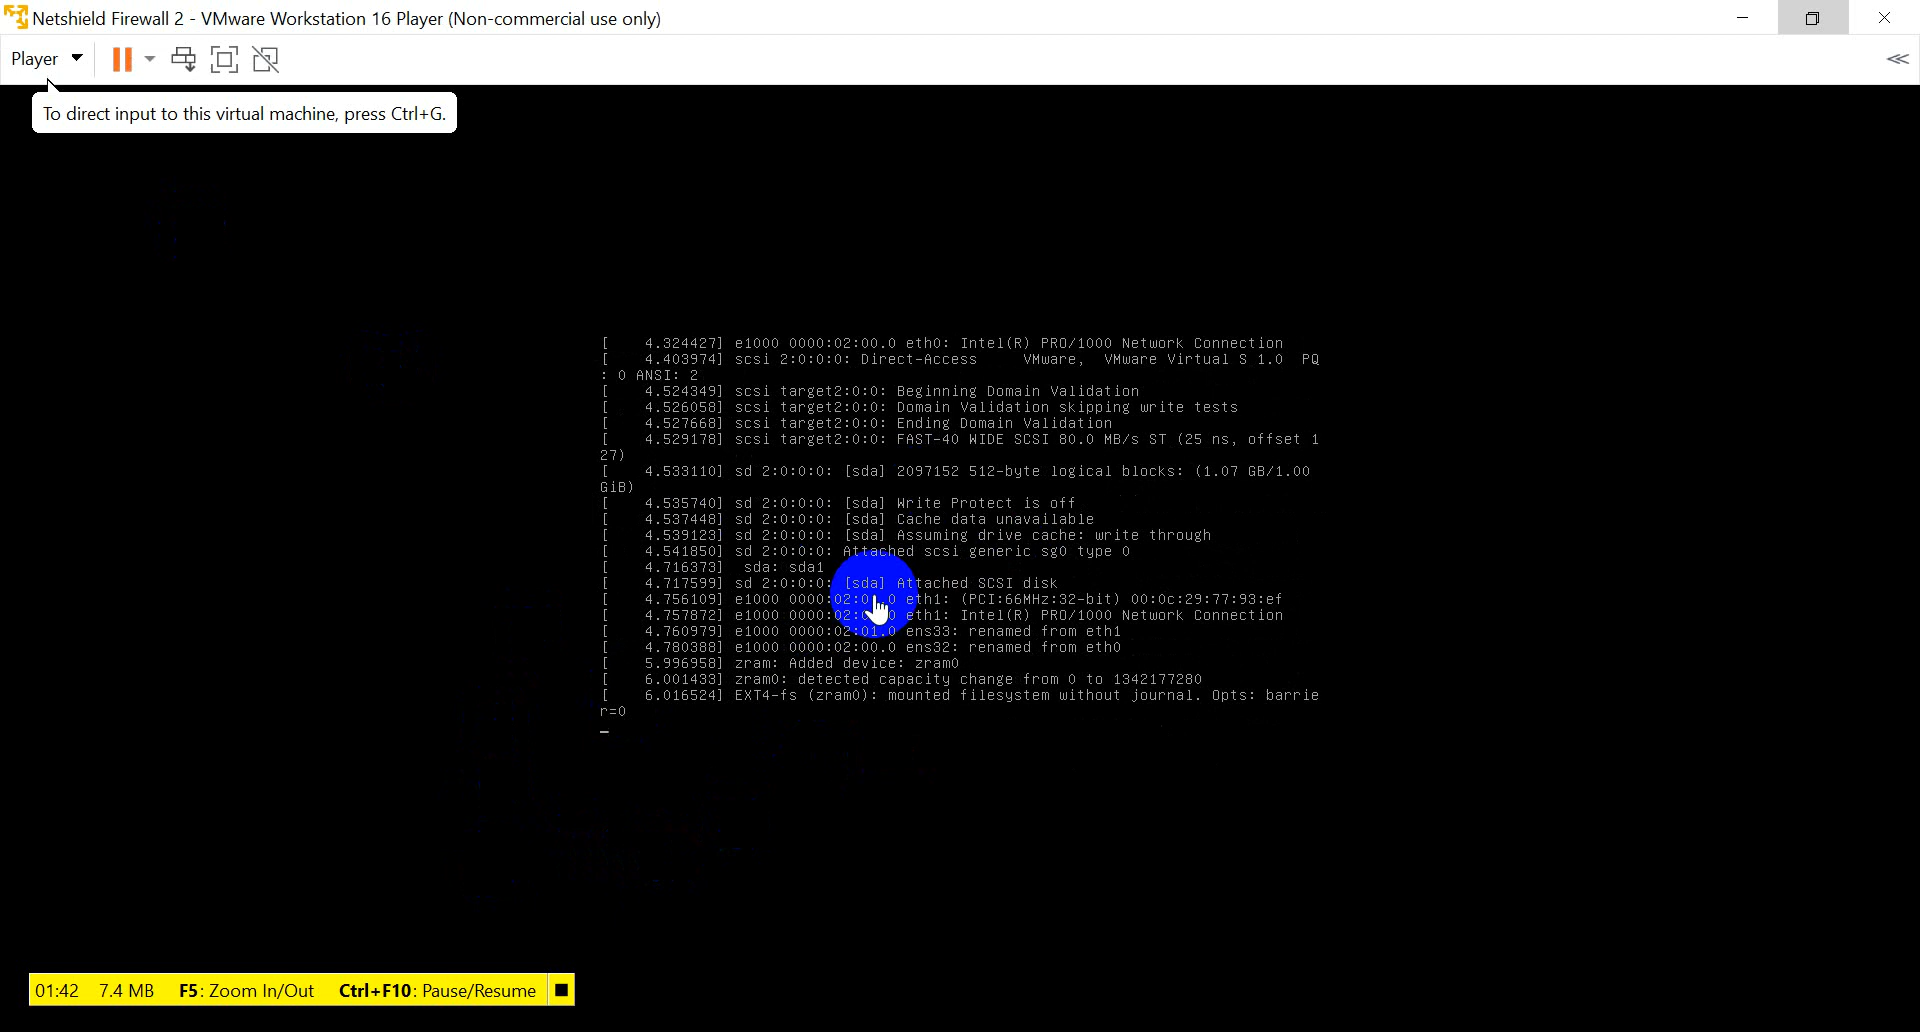 Netshield Firewall 2 - VMware Workstation 16 Player (Non-commercial use only)
Player
To direct input to this virtual machine, press Ctrl+G.
[    4.324427] e1000 0000:02:00.0 eth0: Intel(R) PRO/1000 Network Connection
[    4.403974] scsi 2:0:0:0: Direct-Access     VMware,  VMware Virtual S 1.0  PQ
: 0 ANSI: 2
[    4.524349] scsi target2:0:0: Beginning Domain Validation
[    4.526058] scsi target2:0:0: Domain Validation skipping write tests
[    4.527668] scsi target2:0:0: Ending Domain Validation
[    4.529178] scsi target2:0:0: FAST-40 WIDE SCSI 80.0 MB/s ST (25 ns, offset 1
27)
[    4.533110] sd 2:0:0:0: [sda] 2097152 512-byte logical blocks: (1.07 GB/1.00
GiB)
[    4.535740] sd 2:0:0:0: [sda] Write Protect is off
[    4.537448] sd 2:0:0:0: [sda] Cache data unavailable
[    4.539123] sd 2:0:0:0: [sda] Assuming drive cache: write through
[    4.541850] sd 2:0:0:0: Attached scsi generic sg0 type 0
[    4.716373]  sda: sda1
[    4.717599] sd 2:0:0:0: [sda] Attached SCSI disk
[    4.756109] e1000 0000:02:01.0 eth1: (PCI:66MHz:32-bit) 00:0c:29:77:93:ef
[    4.757872] e1000 0000:02:01.0 eth1: Intel(R) PRO/1000 Network Connection
[    4.760979] e1000 0000:02:01.0 ens33: renamed from eth1
[    4.780388] e1000 0000:02:00.0 ens32: renamed from eth0
[    5.996958] zram: Added device: zram0
[    6.001433] zram0: detected capacity change from 0 to 1342177280
[    6.016524] EXT4-fs (zram0): mounted filesystem without journal. Opts: barrie
r=0
01:42 7.4 MB F5: Zoom In/Out Ctrl+F10: Pause/Resume